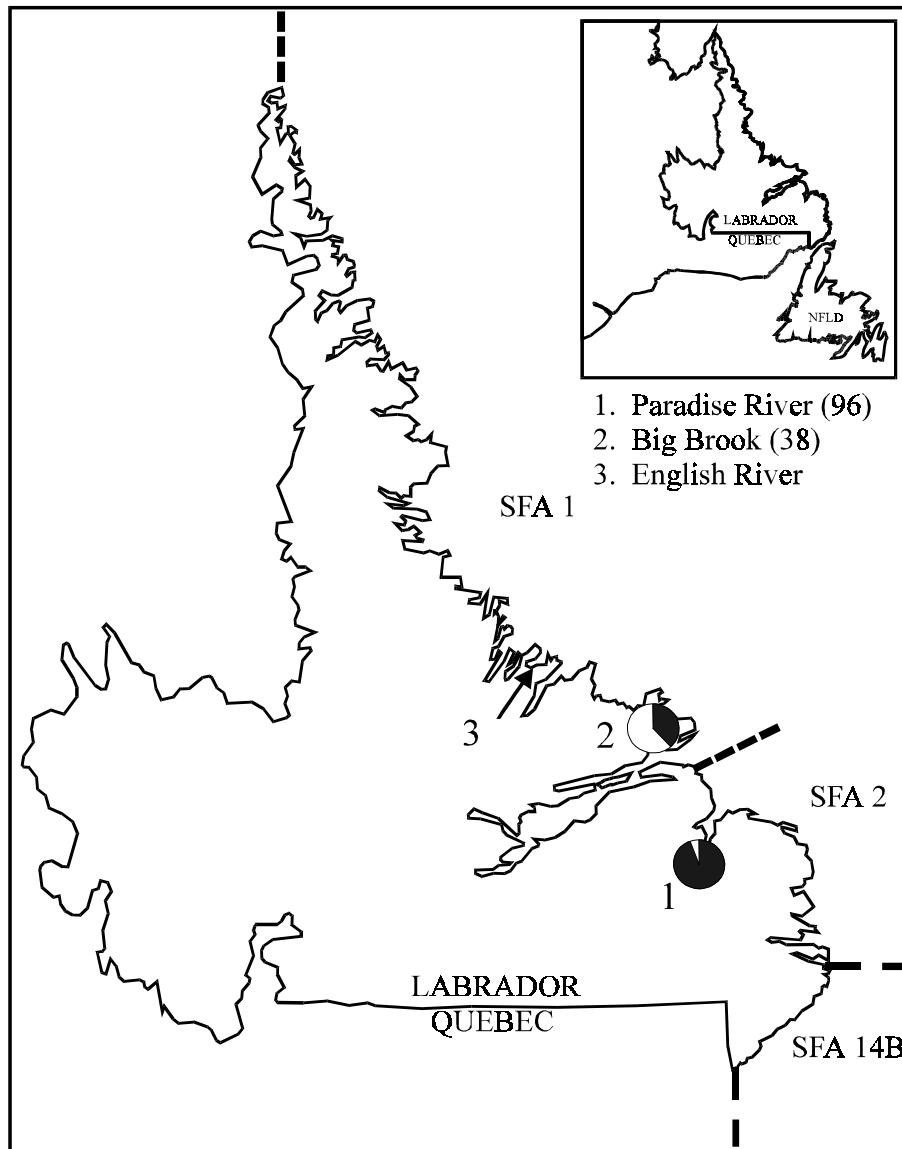 LABRADOR
QUEBEC
NFLD
1. Paradise River (96)
2. Big Brook (38)
3. English River
SFA 1
3
2
SFA 2
1
LABRADOR
QUEBEC
SFA 14B